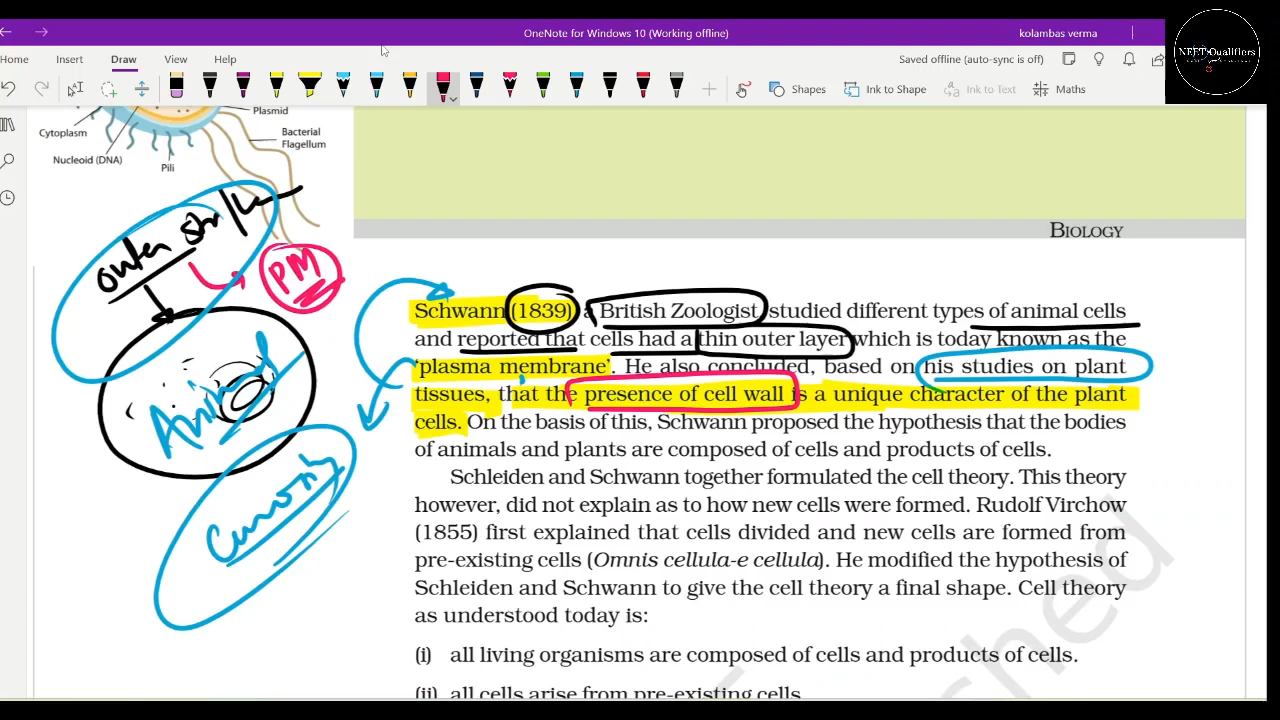 OneNote for Windows 10 (Working offline)
kolambas verma
NEET Qualifiers
Home Insert Draw View Help
Saved offline (auto-sync is off)
Shapes Ink to Shape Ink to Text Maths
Plasmid
Cytoplasm
Bacterial
Flagellum
Nucleoid (DNA)
Pili
outer
PM
Animal
Curiosity
BIOLOGY
Schwann (1839) a British Zoologist, studied different types of animal cells
and reported that cells had a thin outer layer which is today known as the
‘plasma membrane’. He also concluded, based on his studies on plant
tissues, that the presence of cell wall is a unique character of the plant
cells. On the basis of this, Schwann proposed the hypothesis that the bodies
of animals and plants are composed of cells and products of cells.
Schleiden and Schwann together formulated the cell theory. This theory
however, did not explain as to how new cells were formed. Rudolf Virchow
(1855) first explained that cells divided and new cells are formed from
pre-existing cells (Omnis cellula-e cellula). He modified the hypothesis of
Schleiden and Schwann to give the cell theory a final shape. Cell theory
as understood today is:
(i) all living organisms are composed of cells and products of cells.
(ii) all cells arise from pre-existing cells.